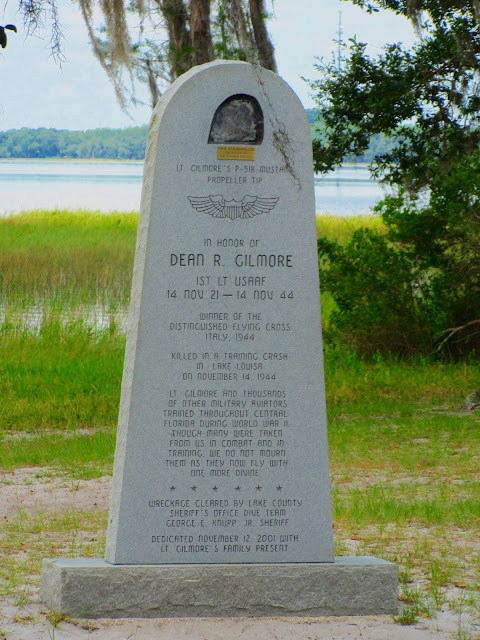 LT. GILMORE'S P-51B MUSTANG
PROPELLER TIP
IN HONOR OF
DEAN R. GILMORE
1ST LT USAAF
14 NOV 21 — 14 NOV 44
WINNER OF THE
DISTINGUISHED FLYING CROSS
ITALY, 1944
KILLED IN A TRAINING CRASH
IN LAKE LOUISA
ON NOVEMBER 14, 1944
LT GILMORE AND THOUSANDS
OF OTHER MILITARY AVIATORS
TRAINED THROUGHOUT CENTRAL
FLORIDA DURING WORLD WAR II.
THOUGH MANY WERE TAKEN
FROM US IN COMBAT AND IN
TRAINING, WE DO NOT MOURN
THEM AS THEY NOW FLY WITH
ONE MORE DIVINE.
WRECKAGE CLEARED BY LAKE COUNTY
SHERIFF'S OFFICE DIVE TEAM
GEORGE E. KNUPP, JR. SHERIFF
DEDICATED NOVEMBER 12, 2001 WITH
LT. GILMORE'S FAMILY PRESENT